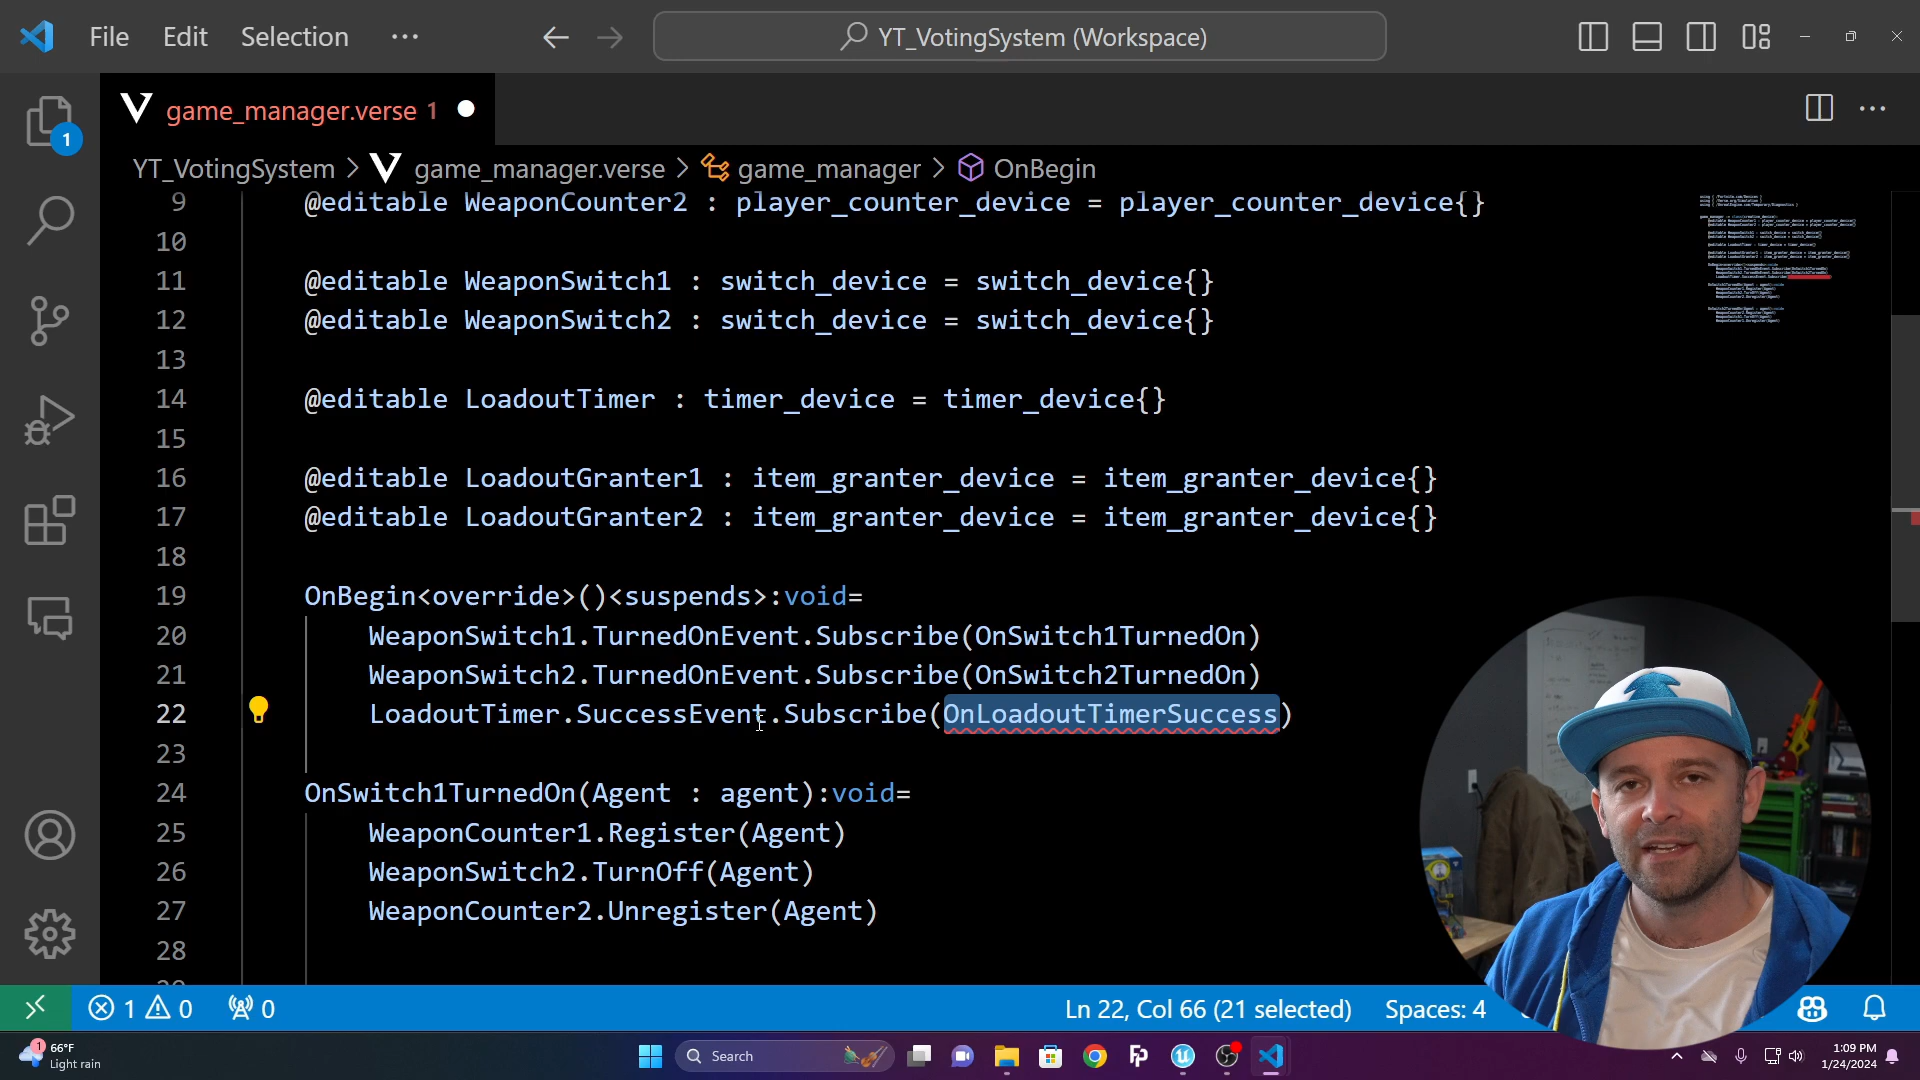 File Edit Selection ...
YT_VotingSystem (Workspace)
game_manager.verse 1
YT_VotingSystem > game_manager.verse > game_manager > OnBegin
9 @editable WeaponCounter2 : player_counter_device = player_counter_device{}
10
11 @editable WeaponSwitch1 : switch_device = switch_device{}
12 @editable WeaponSwitch2 : switch_device = switch_device{}
13
14 @editable LoadoutTimer : timer_device = timer_device{}
15
16 @editable LoadoutGranter1 : item_granter_device = item_granter_device{}
17 @editable LoadoutGranter2 : item_granter_device = item_granter_device{}
18
19 OnBegin<override>()<suspends>:void=
20 WeaponSwitch1.TurnedOnEvent.Subscribe(OnSwitch1TurnedOn)
21 WeaponSwitch2.TurnedOnEvent.Subscribe(OnSwitch2TurnedOn)
22 LoadoutTimer.SuccessEvent.Subscribe(OnLoadoutTimerSuccess)
23
24 OnSwitch1TurnedOn(Agent : agent):void=
25 WeaponCounter1.Register(Agent)
26 WeaponSwitch2.TurnOff(Agent)
27 WeaponCounter2.Unregister(Agent)
28
1
1 0 0 Ln 22, Col 66 (21 selected) Spaces: 4
1 66°F
Light rain
Search
1:09 PM
1/24/2024